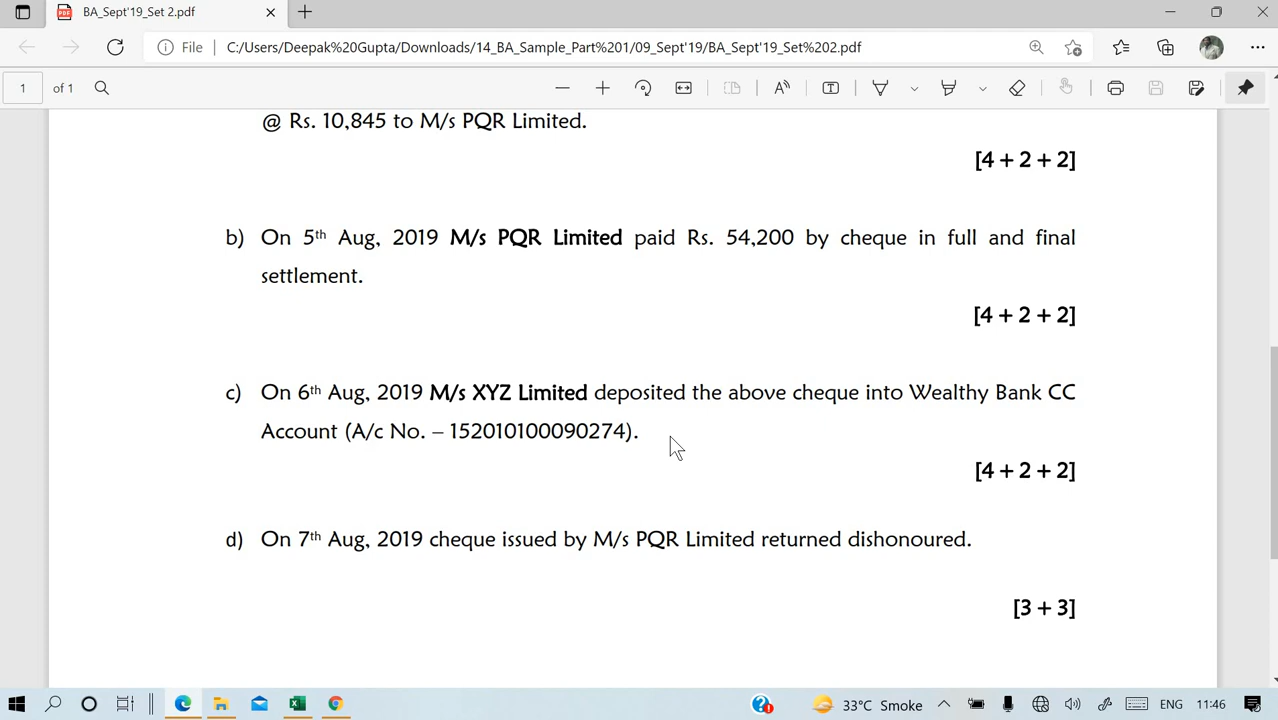 BA_Sept'19_Set 2.pdf
File C:/Users/Deepak%20Gupta/Downloads/14_BA_Sample_Part%201/09_Sept'19/BA_Sept'19_Set%202.pdf
1 of 1
@ Rs. 10,845 to M/s PQR Limited.
[4 + 2 + 2]
b) On 5th Aug, 2019 M/s PQR Limited paid Rs. 54,200 by cheque in full and final
settlement.
[4 + 2 + 2]
c) On 6th Aug, 2019 M/s XYZ Limited deposited the above cheque into Wealthy Bank CC
Account (A/c No. – 152010100090274).
[4 + 2 + 2]
d) On 7th Aug, 2019 cheque issued by M/s PQR Limited returned dishonoured.
[3 + 3]
33°C Smoke ENG 11:46